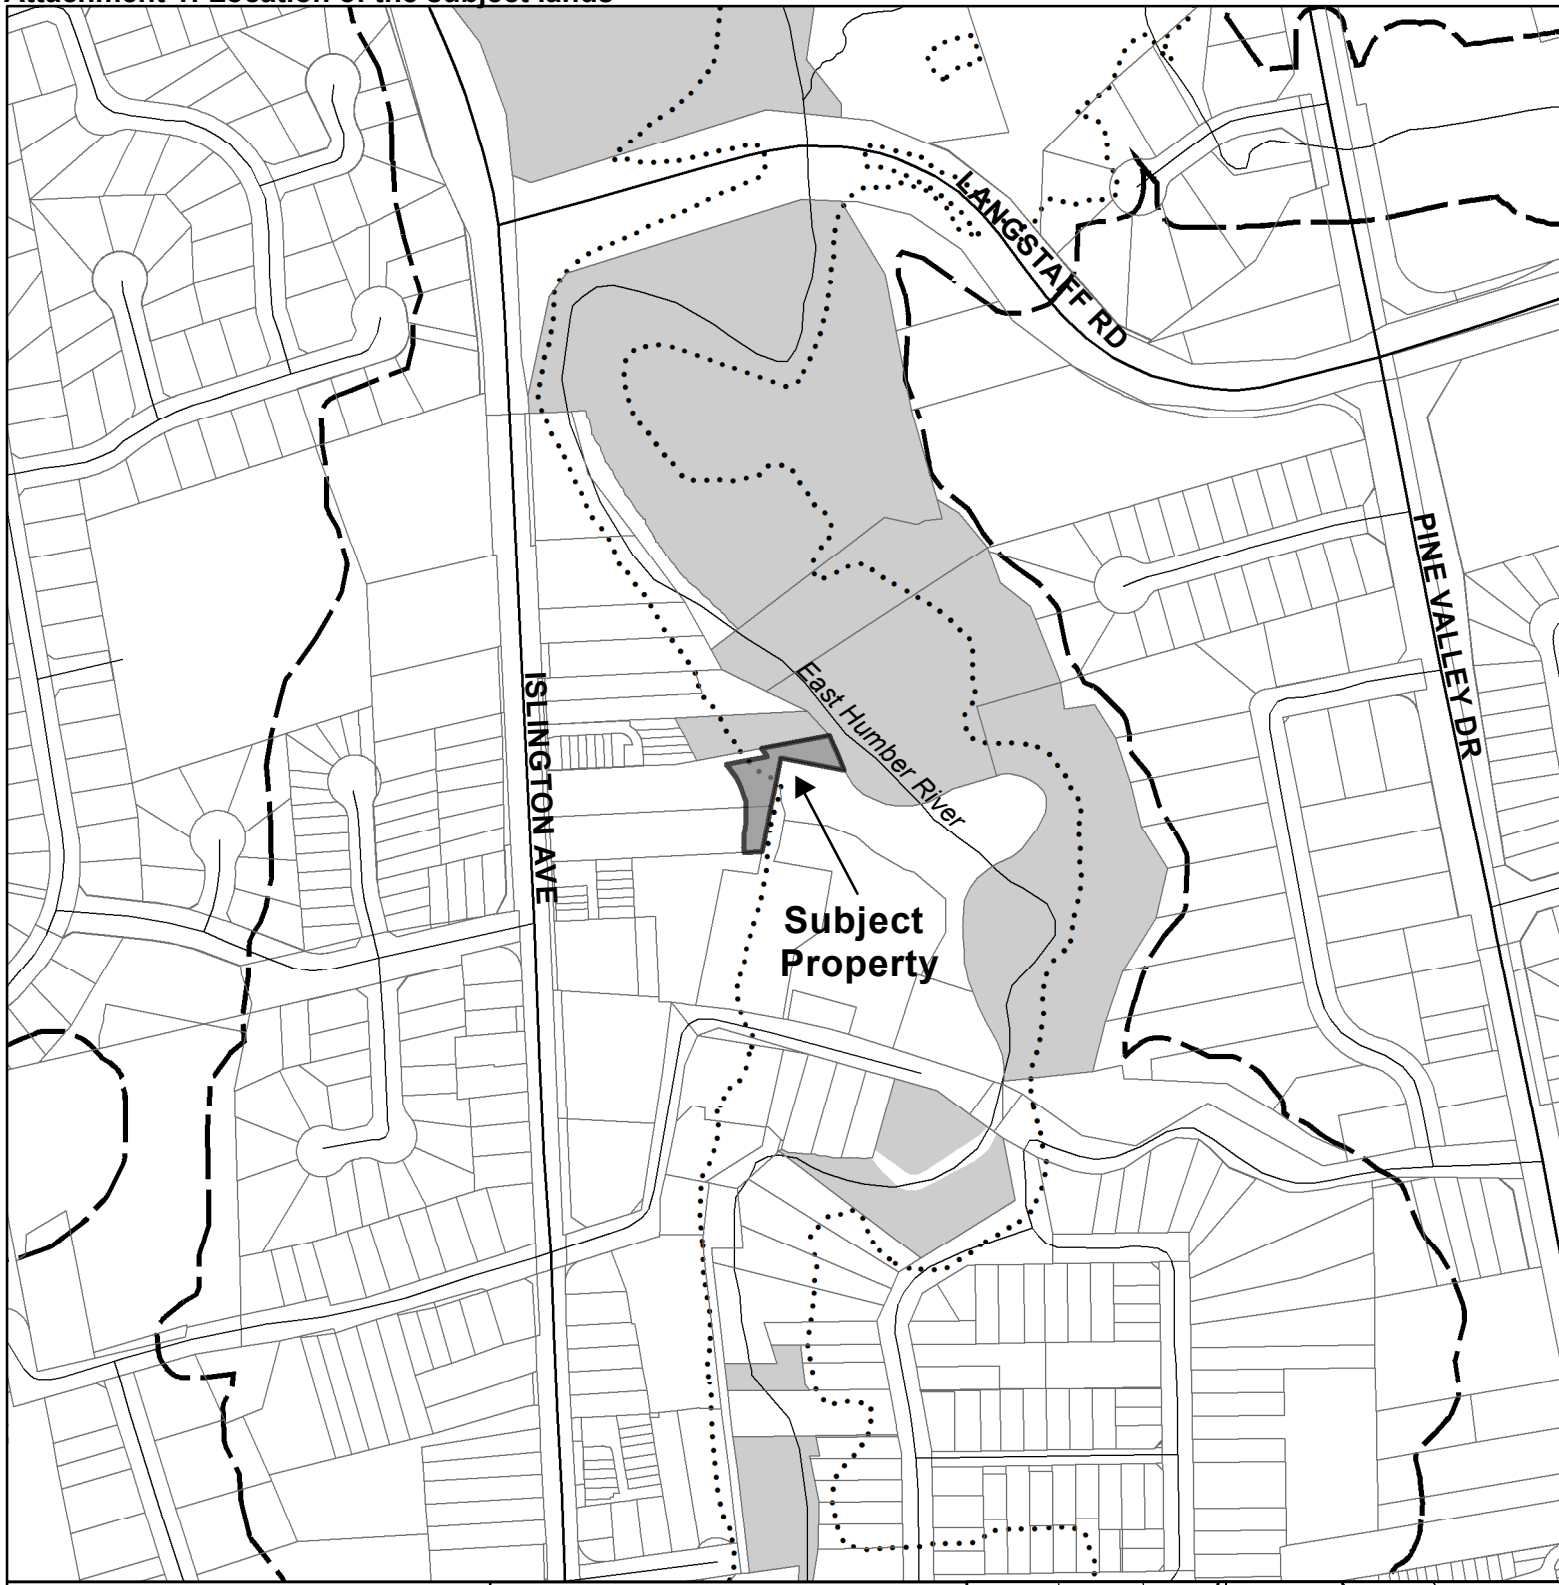 Attachment 1: Location of the subject lands
LANGSTAFF RD
PINE VALLEY DR
ISLINGTON AVE
East Humber River
Subject
Property